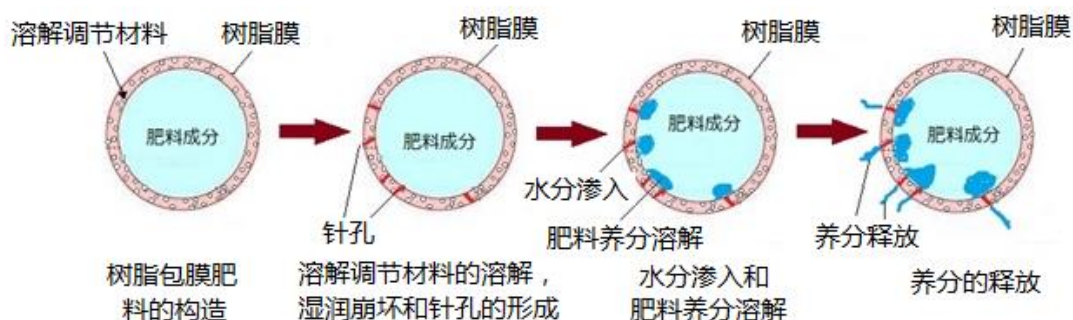 溶解调节材料
树脂膜
树脂膜
树脂膜
树脂膜
肥料成分
肥料成分
肥料成分
肥料成分
水分渗入
针孔
肥料养分溶解
养分释放
树脂包膜肥
料的构造
溶解调节材料的溶解，
湿润崩坏和针孔的形成
水分渗入和
肥料养分溶解
养分的释放